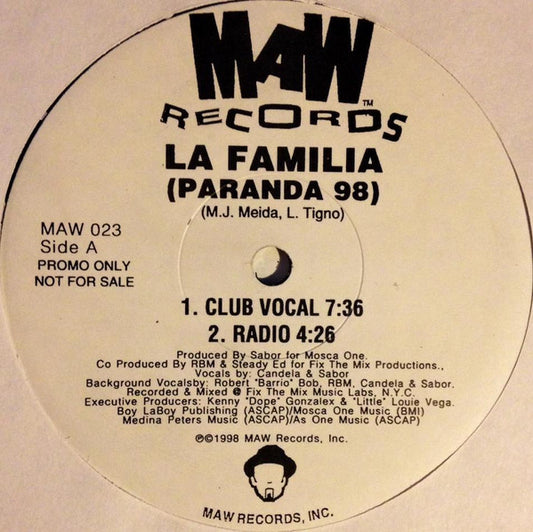 MAW
RECORDS™
LA FAMILIA
(PARANDA 98)
(M.J. Meida, L. Tigno)
MAW 023
Side A
PROMO ONLY
NOT FOR SALE
1. CLUB VOCAL 7:36
2. RADIO 4:26
Produced By Sabor for Mosca One.
Co Produced By RBM & Steady Ed for Fix The Mix Productions.,
Vocals by: Candela & Sabor
Background Vocalsby: Robert "Barrio" Bob, RBM, Candela & Sabor.
Recorded & Mixed @ Fix The Mix Music Labs, N.Y.C.
Executive Producers: Kenny "Dope" Gonzalex & "Little" Louie Vega.
Boy LaBoy Publishing (ASCAP)/Mosca One Music (BMI)
Medina Peters Music (ASCAP)/As One Music (ASCAP)
℗©1998 MAW Records, Inc.
MAW RECORDS, INC.